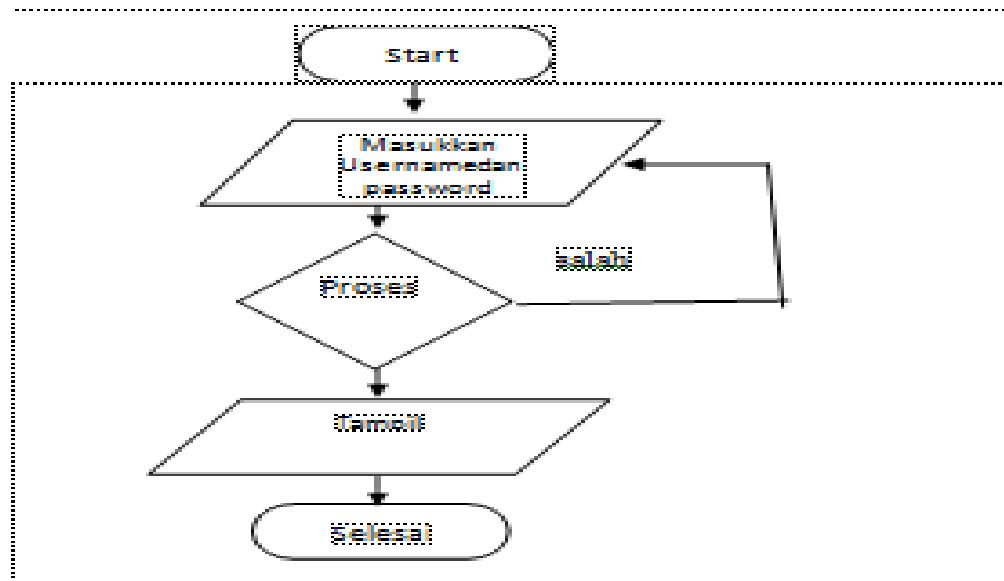 Start
Masukkan
Usernamedan
password
salah
Proses
Tampil
Selesai